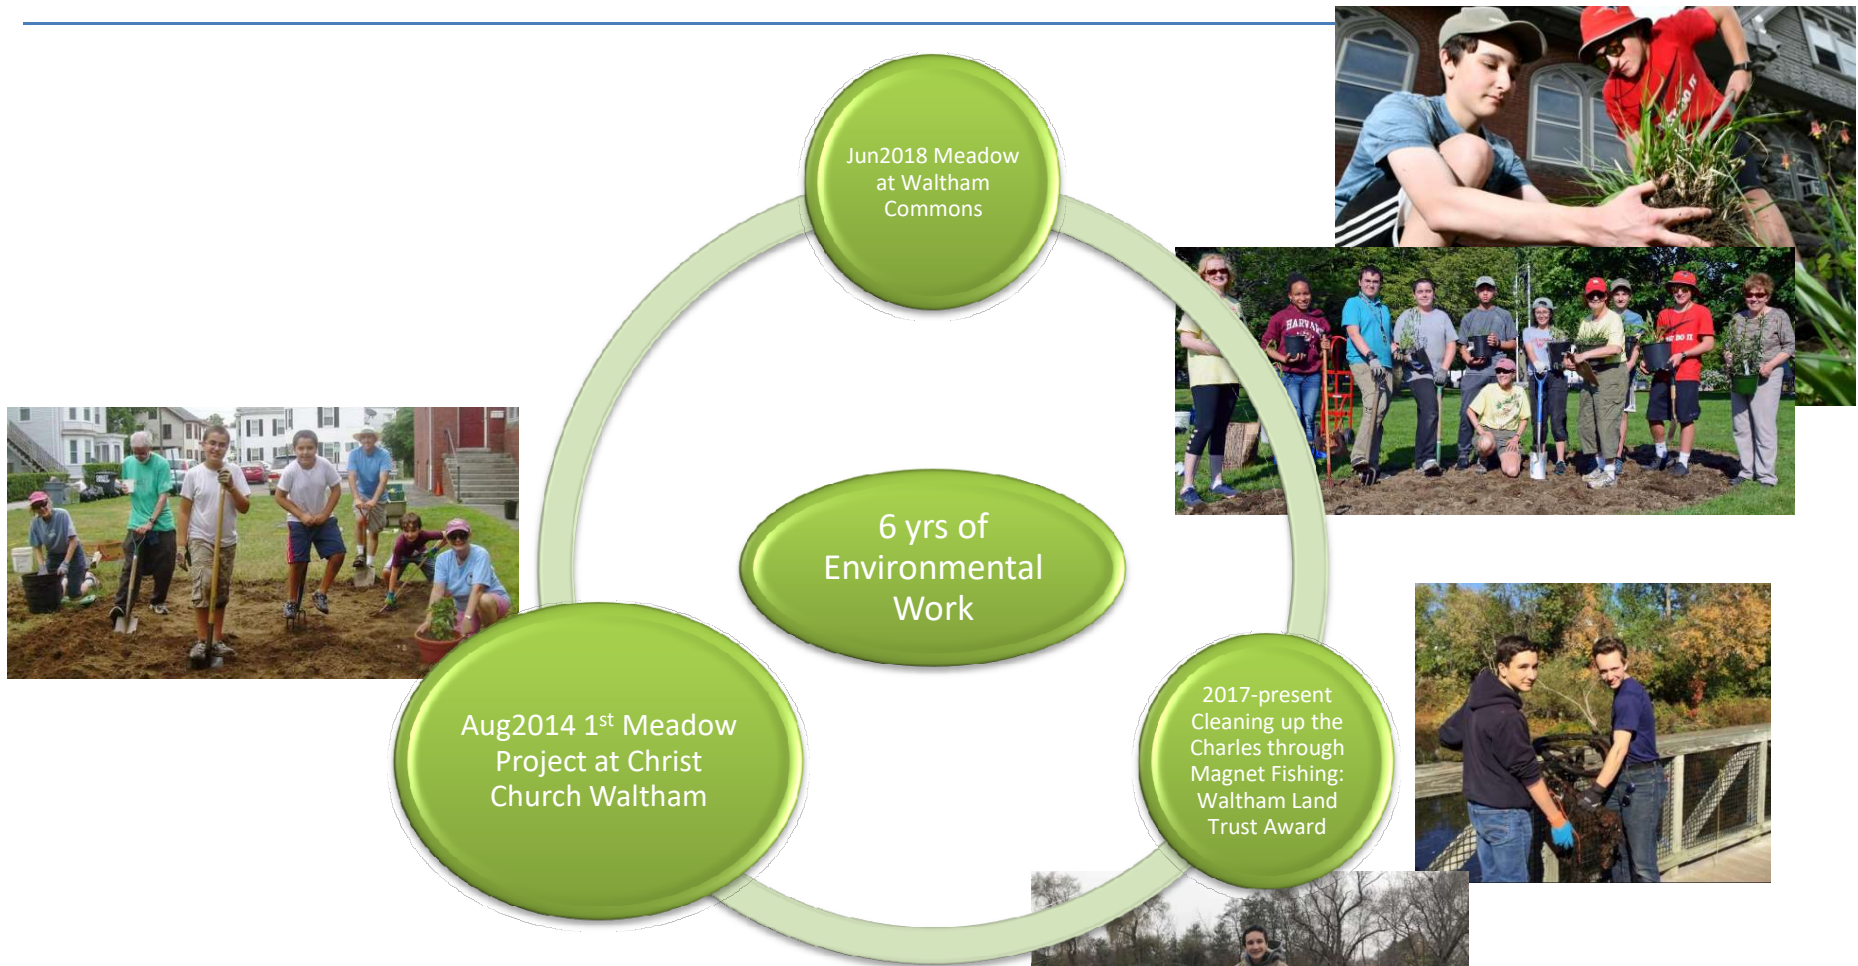 Jun2018 Meadow
at Waltham
Commons
HARVARD
6 yrs of
Environmental
Work
Aug2014 1st Meadow
Project at Christ
Church Waltham
2017-present
Cleaning up the
Charles through
Magnet Fishing:
Waltham Land
Trust Award